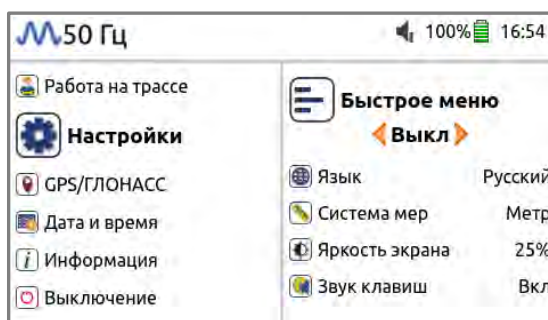 50 Гц
100% 16:54
Работа на трассе
Настройки
GPS/ГЛОНАСС
Дата и время
Информация
Выключение
Быстрое меню
Выкл
Язык Русский
Система мер Метр
Яркость экрана 25%
Звук клавиш Вкл